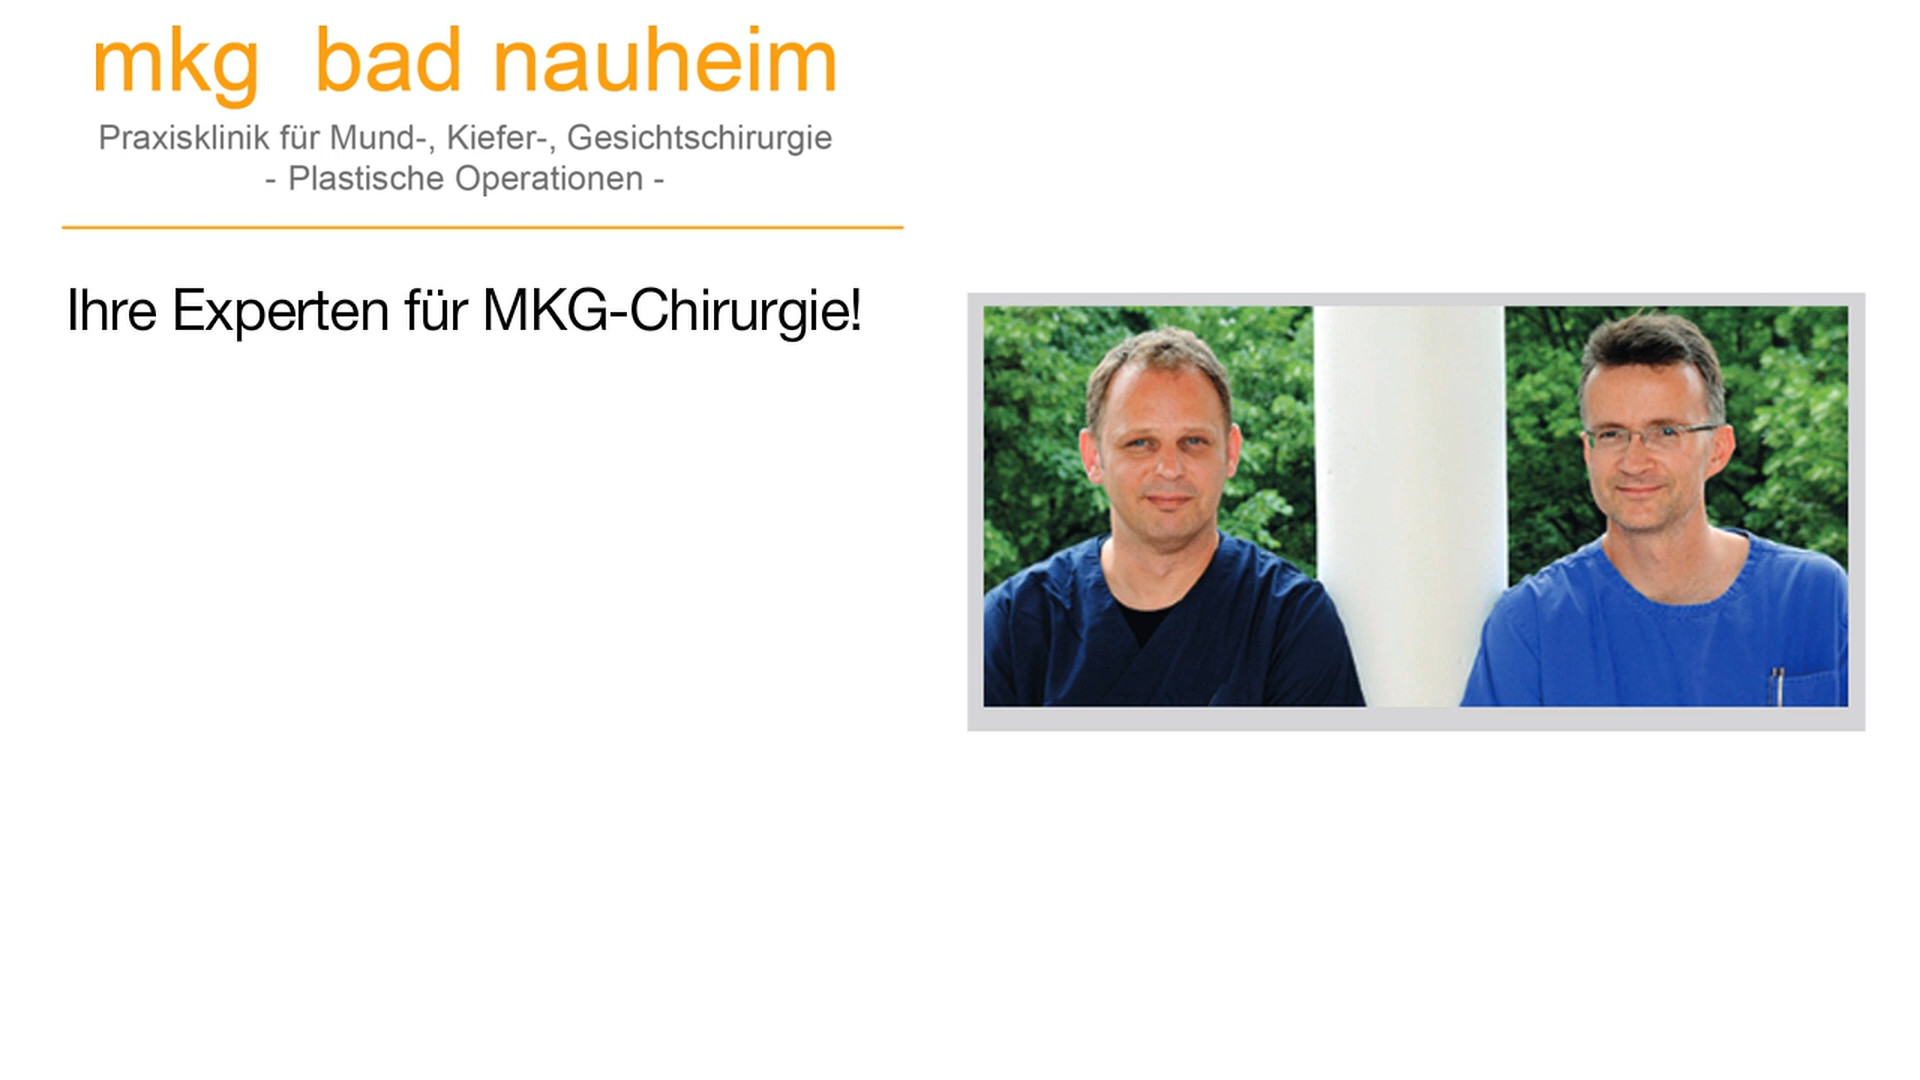 mkg bad nauheim
Praxisklinik für Mund-, Kiefer-, Gesichtschirurgie
- Plastische Operationen -
Ihre Experten für MKG-Chirurgie!